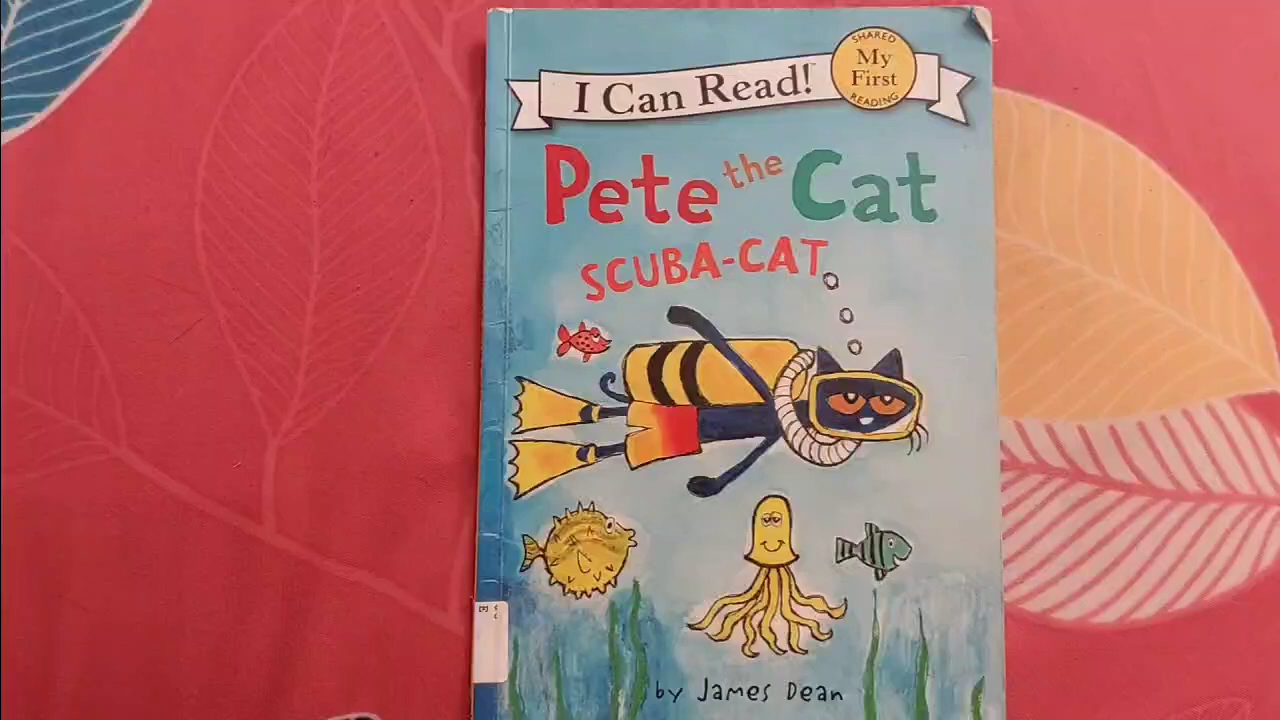 SHARED
My
First
READING
I Can Read!
Pete the Cat
SCUBA-CAT
by James Dean